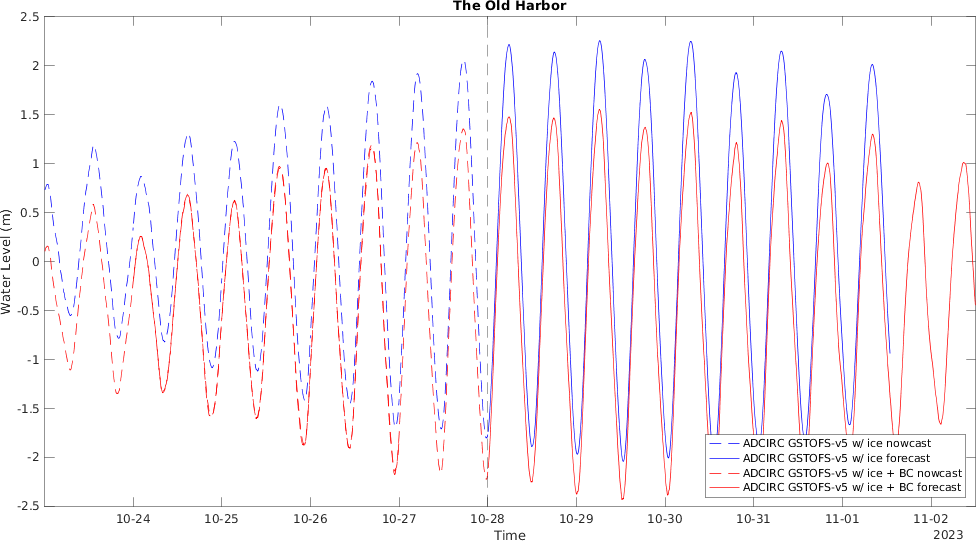 The Old Harbor
2.5
2
1.5
1
0.5
0
-0.5
-1
-1.5
-2
-2.5
Water Level (m)
ADCIRC GSTOFS-v5 w/ ice nowcast
ADCIRC GSTOFS-v5 w/ ice forecast
ADCIRC GSTOFS-v5 w/ ice + BC nowcast
ADCIRC GSTOFS-v5 w/ ice + BC forecast
10-24 10-25 10-26 10-27 10-28 10-29 10-30 10-31 11-01 11-02
Time
2023